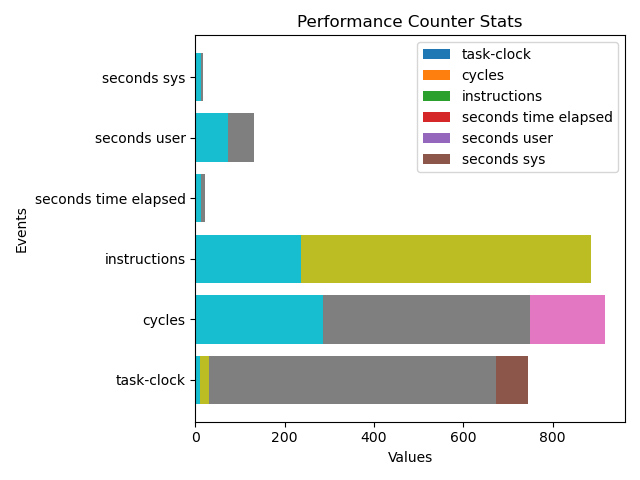 Performance Counter Stats
task-clock
cycles
instructions
seconds time elapsed
seconds user
seconds sys
seconds sys
seconds user
seconds time elapsed
instructions
cycles
task-clock
Events
0 200 400 600 800
Values